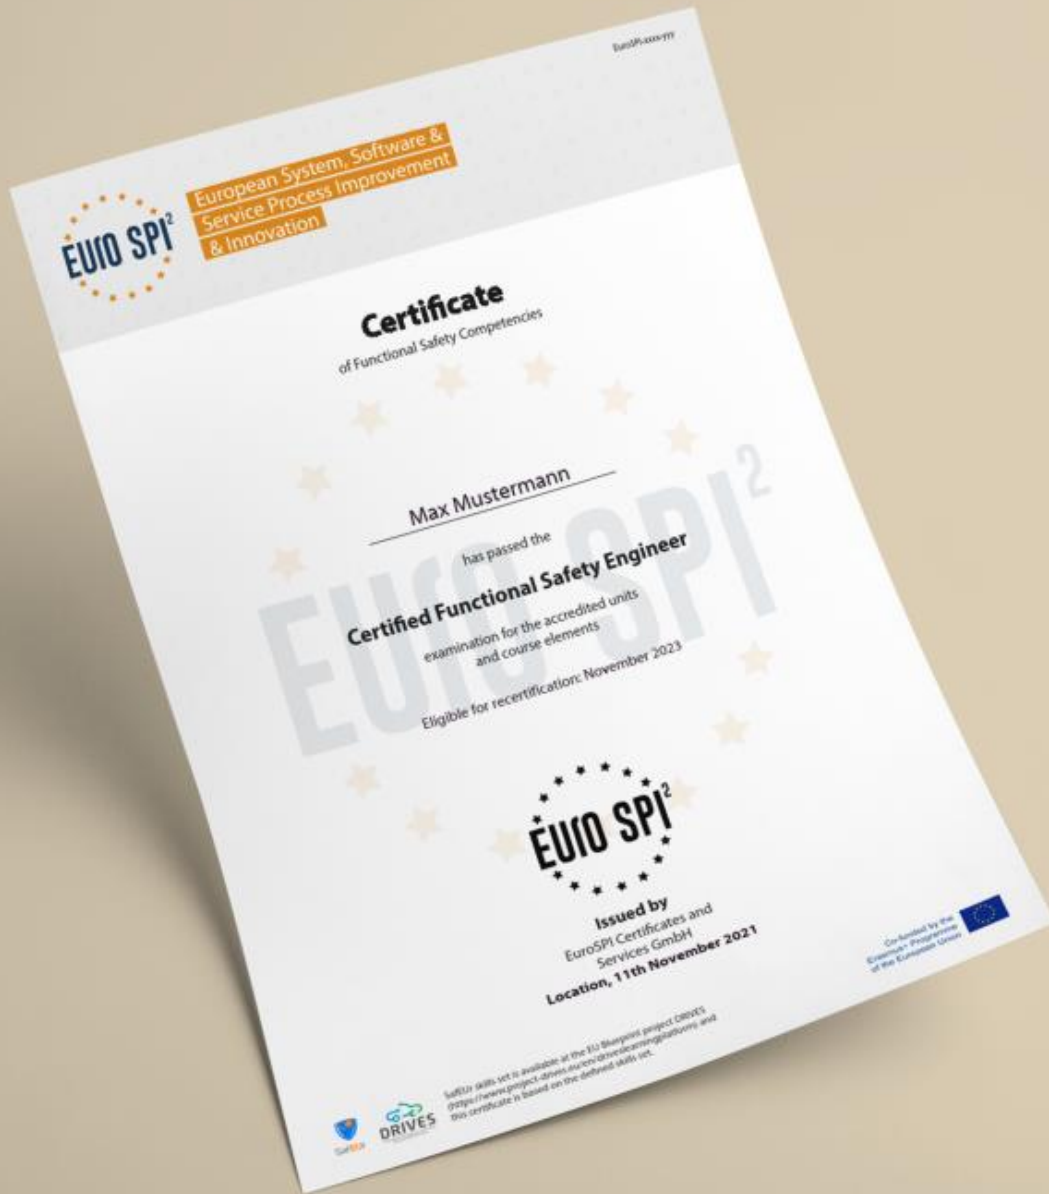 EuroSPI-xxxx-yyy
EURO SPI²
European System, Software &
Service Process Improvement
& Innovation
Certificate
of Functional Safety Competencies
EURO SPI²
Max Mustermann
has passed the
Certified Functional Safety Engineer
examination for the accredited units
and course elements
Eligible for recertification: November 2023
EURO SPI²
Issued by
EuroSPI Certificates and
Services GmbH
Location, 11th November 2021
Co-funded by the
Erasmus+ Programme
of the European Union
SafEUr skills set is available at the EU Blueprint project DRIVES
(https://www.project-drives.eu/en/driveslearningplatform) and
this certificate is based on the defined skills set.
SafEUr
DRIVES